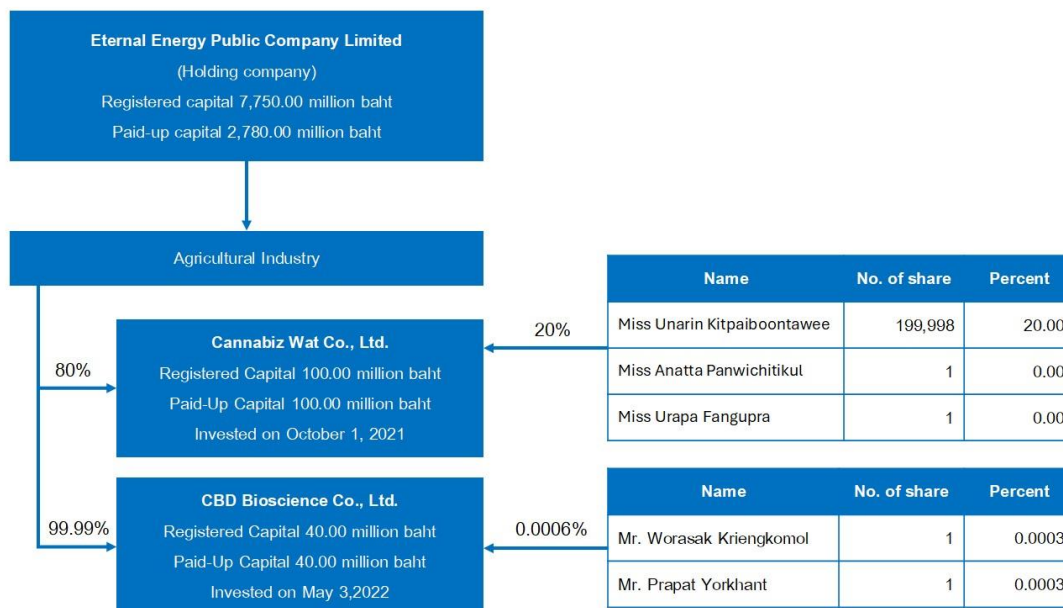 Eternal Energy Public Company Limited
(Holding company)
Registered capital 7,750.00 million baht
Paid-up capital 2,780.00 million baht
Agricultural Industry
80%
Cannabiz Wat Co., Ltd.
Registered Capital 100.00 million baht
Paid-Up Capital 100.00 million baht
Invested on October 1, 2021
20%
Name No. of share Percent
Miss Unarin Kitpaiboontawee 199,998 20.00
Miss Anatta Panwichitikul 1 0.00
Miss Urapa Fangupra 1 0.00
99.99%
CBD Bioscience Co., Ltd.
Registered Capital 40.00 million baht
Paid-Up Capital 40.00 million baht
Invested on May 3,2022
0.0006%
Name No. of share Percent
Mr. Worasak Kriengkomol 1 0.0003
Mr. Prapat Yorkhant 1 0.0003